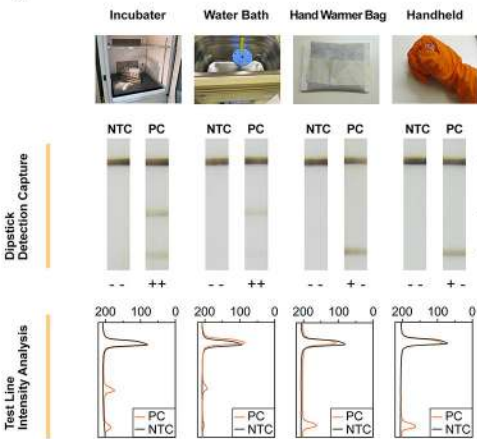 Incubater Water Bath Hand Warmer Bag Handheld
NTC PC NTC PC NTC PC NTC PC
Dipstick
Detection Capture
- - ++ - - ++ - - + - - - + -
200 100 0 200 100 0 200 100 0 200 100 0
Test Line
Intensity Analysis
PC PC PC PC
NTC NTC NTC NTC